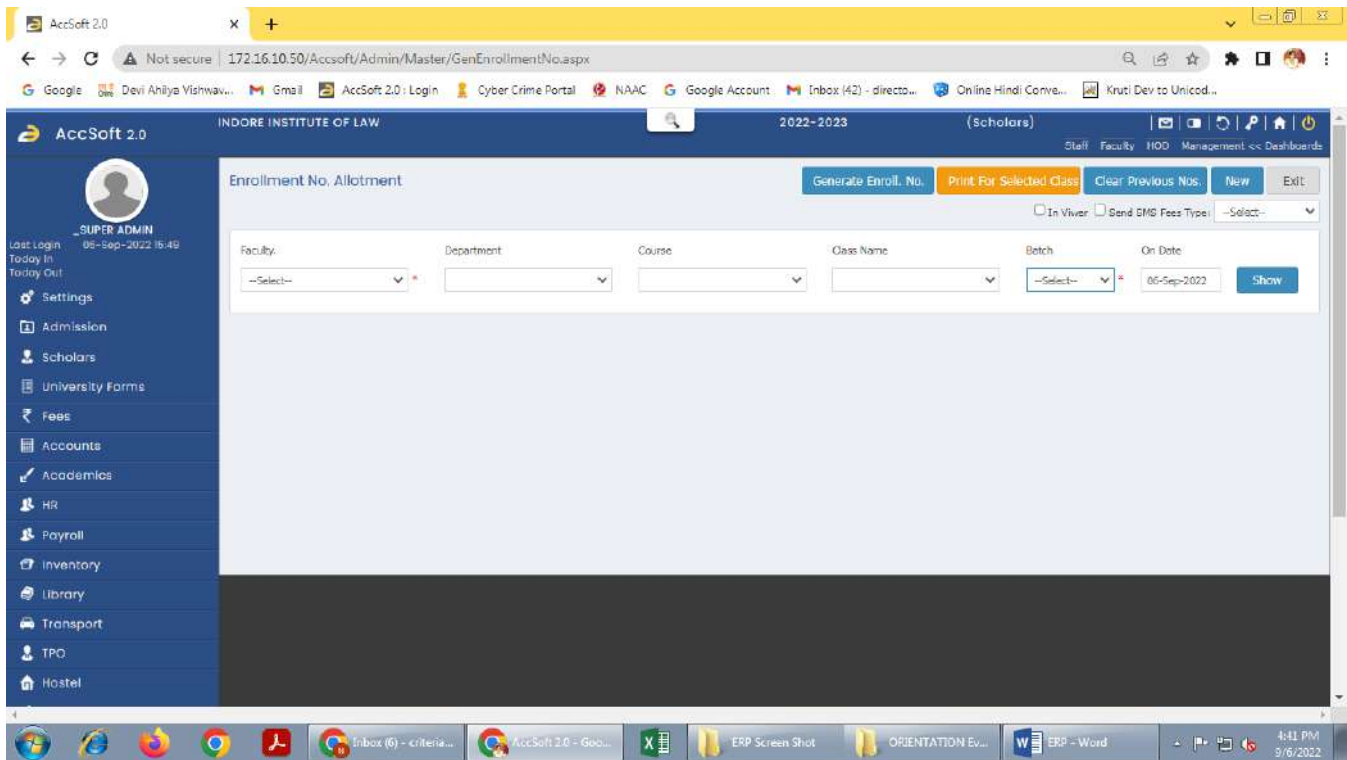 AccSoft 2.0
Not secure 172.16.10.50/Accsoft/Admin/Master/GenEnrollmentNo.aspx
Google Devi Ahilya Vishwav... Gmail AccSoft 2.0 : Login Cyber Crime Portal NAAC Google Account Inbox (42) - directo... Online Hindi Conve... Kruti Dev to Unicod...
AccSoft 2.0 INDORE INSTITUTE OF LAW 2022-2023 (Scholars)
Staff Faculty HOD Management << Dashboards
Enrollment No. Allotment Generate Enroll. No. Print For Selected Class Clear Previous Nos. New Exit
In Viwer Send SMS Fees Type: --Select--
_SUPER ADMIN
Last Login 06-Sep-2022 15:49
Today In
Today Out
Faculty. Department Course Class Name Batch On Date
--Select-- * --Select-- * 06-Sep-2022 Show
Settings
Admission
Scholars
University Forms
Fees
Accounts
Academics
HR
Payroll
Inventory
Library
Transport
TPO
Hostel
Inbox (6) - criteria... AccSoft 2.0 - Goo... ERP Screen Shot ORIENTATION Ev... ERP - Word 4:41 PM
9/6/2022